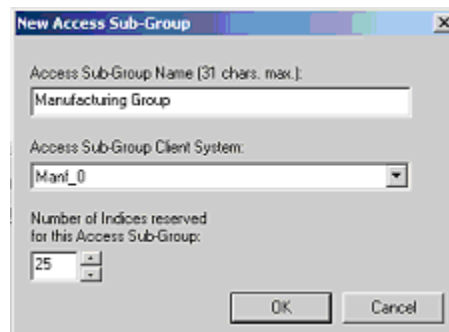 New Access Sub-Group
Access Sub-Group Name (31 chars. max.):
Manufacturing Group
Access Sub-Group Client System:
Manf_0
Number of Indices reserved
for this Access Sub-Group:
25
OK Cancel